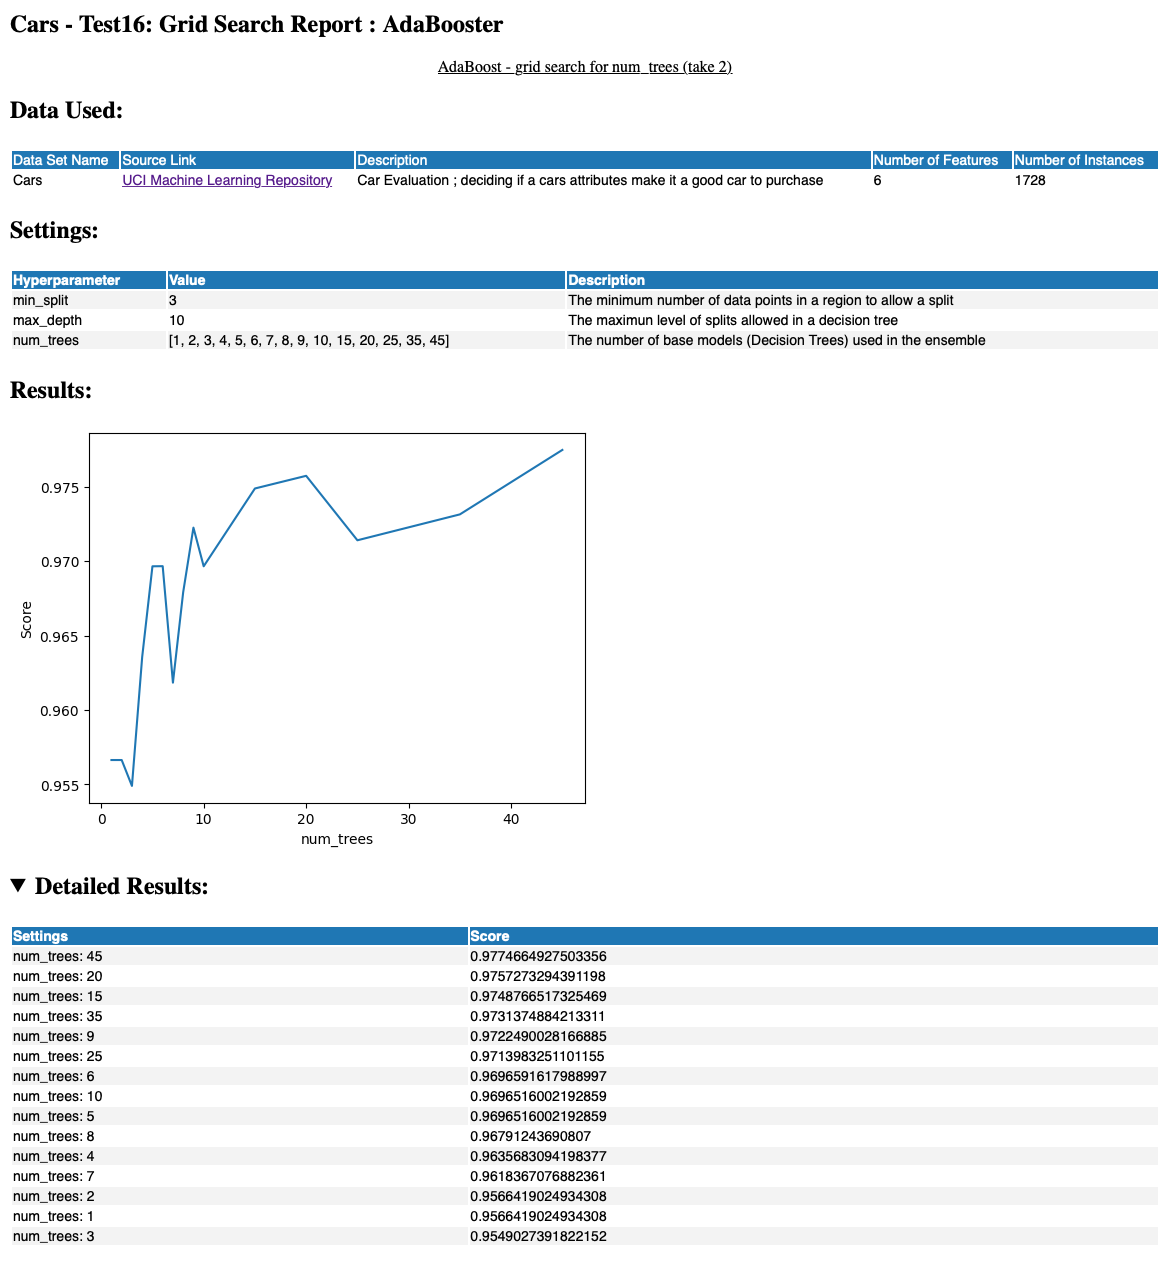 Cars - Test16: Grid Search Report : AdaBooster
AdaBoost - grid search for num_trees (take 2)
Data Used:
Data Set Name Source Link Description Number of Features Number of Instances
Cars UCI Machine Learning Repository Car Evaluation ; deciding if a cars attributes make it a good car to purchase 6 1728
Settings:
Hyperparameter Value Description
min_split 3 The minimum number of data points in a region to allow a split
max_depth 10 The maximun level of splits allowed in a decision tree
num_trees [1, 2, 3, 4, 5, 6, 7, 8, 9, 10, 15, 20, 25, 35, 45] The number of base models (Decision Trees) used in the ensemble
Results:
0.975
0.970
0.965
0.960
0.955
Score
0 10 20 30 40
num_trees
▼ Detailed Results:
Settings Score
num_trees: 45 0.9774664927503356
num_trees: 20 0.9757273294391198
num_trees: 15 0.9748766517325469
num_trees: 35 0.9731374884213311
num_trees: 9 0.9722490028166885
num_trees: 25 0.9713983251101155
num_trees: 6 0.9696591617988997
num_trees: 10 0.9696516002192859
num_trees: 5 0.9696516002192859
num_trees: 8 0.96791243690807
num_trees: 4 0.9635683094198377
num_trees: 7 0.9618367076882361
num_trees: 2 0.9566419024934308
num_trees: 1 0.9566419024934308
num_trees: 3 0.9549027391822152